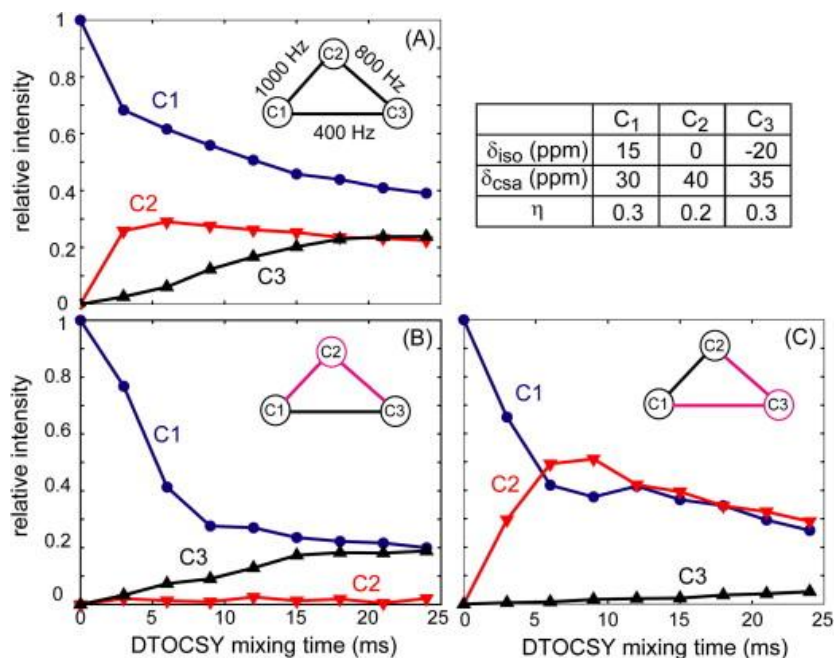 (A)
1
0.8
0.6
0.4
0.2
0
relative intensity
C1
C2
C3
1000 Hz
800 Hz
400 Hz
C2
C1
C3
C₁ C₂ C₃
δiso (ppm) 15 0 -20
δcsa (ppm) 30 40 35
η 0.3 0.2 0.3
(B)
1
0.8
0.6
0.4
0.2
0
relative intensity
C1
C3
C2
C2
C1
C3
0 5 10 15 20 25
DTOCSY mixing time (ms)
(C)
C1
C2
C3
C2
C1
C3
0 5 10 15 20 25
DTOCSY mixing time (ms)